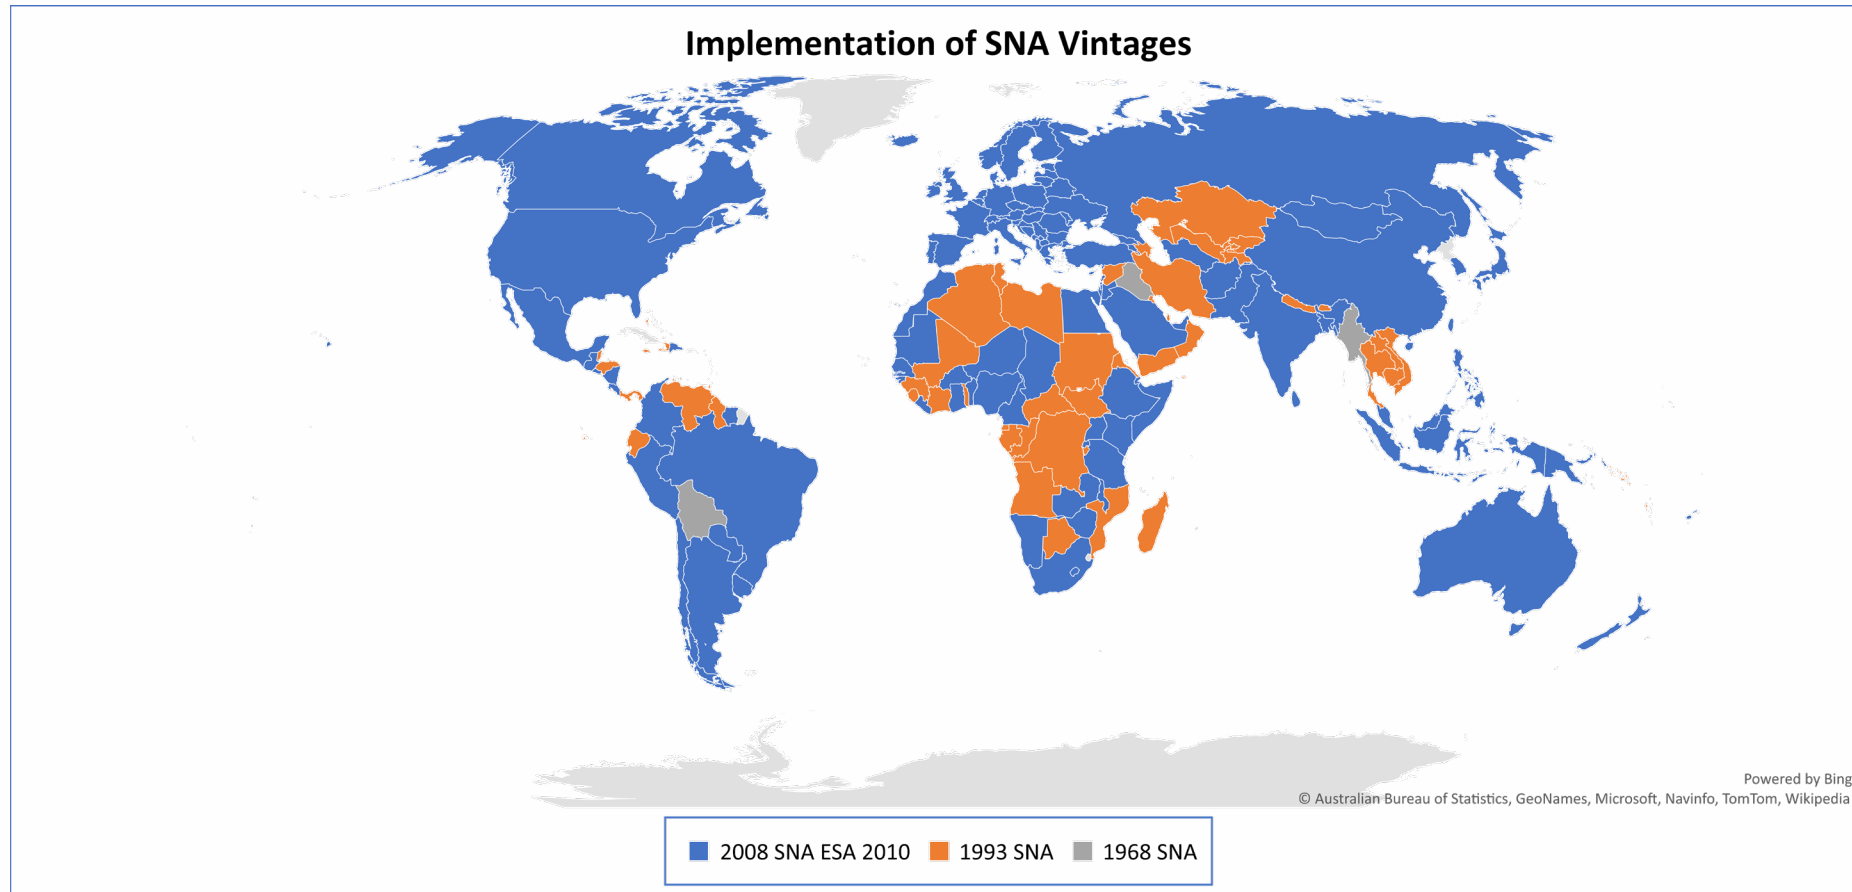 Implementation of SNA Vintages
Powered by Bing
© Australian Bureau of Statistics, GeoNames, Microsoft, Navinfo, TomTom, Wikipedia
2008 SNA ESA 2010 1993 SNA 1968 SNA